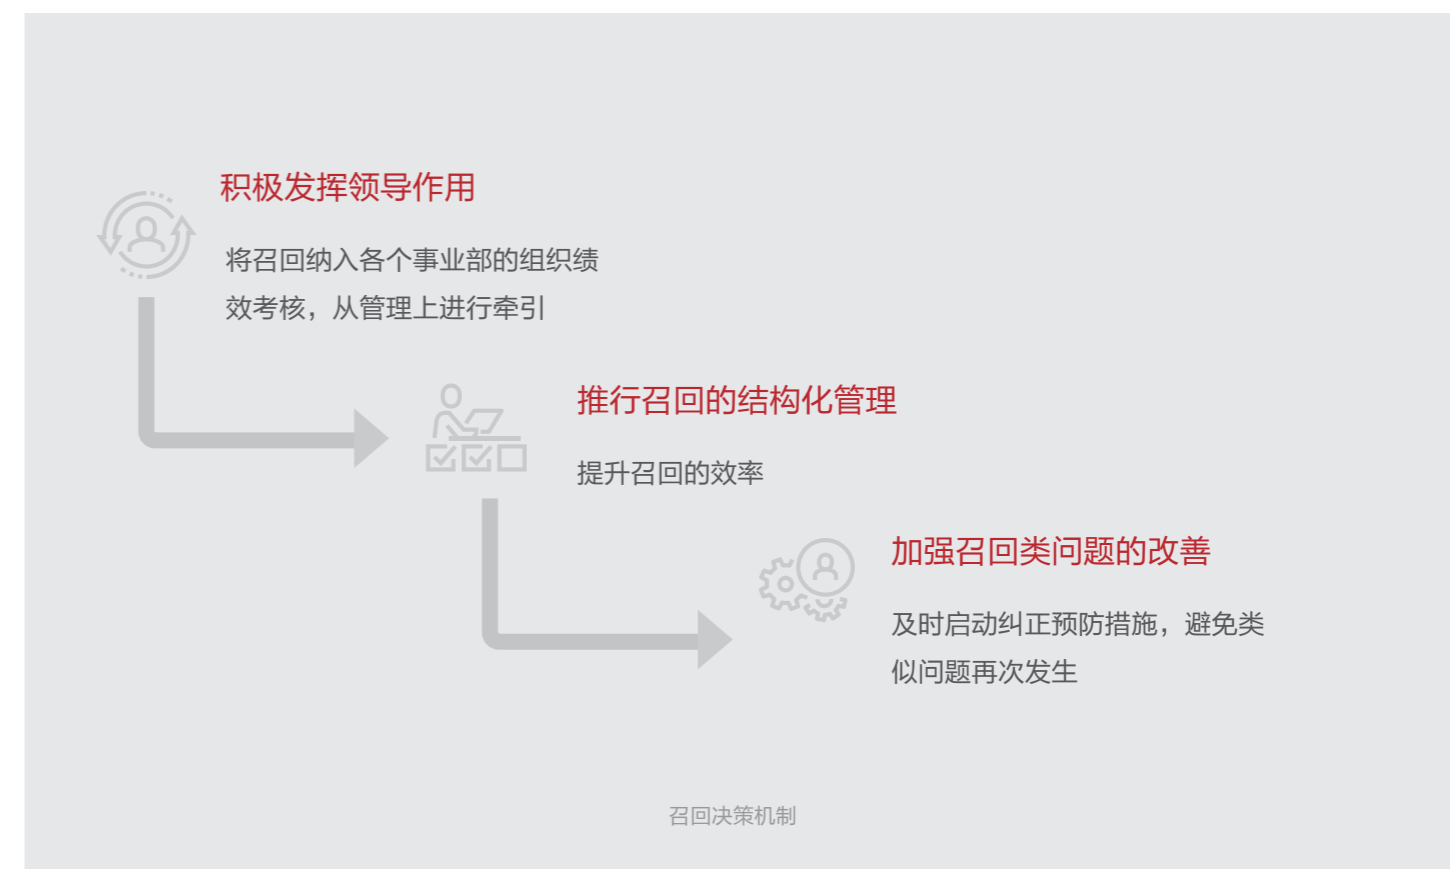 积极发挥领导作用
将召回纳入各个事业部的组织绩
效考核，从管理上进行牵引
推行召回的结构化管理
提升召回的效率
加强召回类问题的改善
及时启动纠正预防措施，避免类
似问题再次发生
召回决策机制